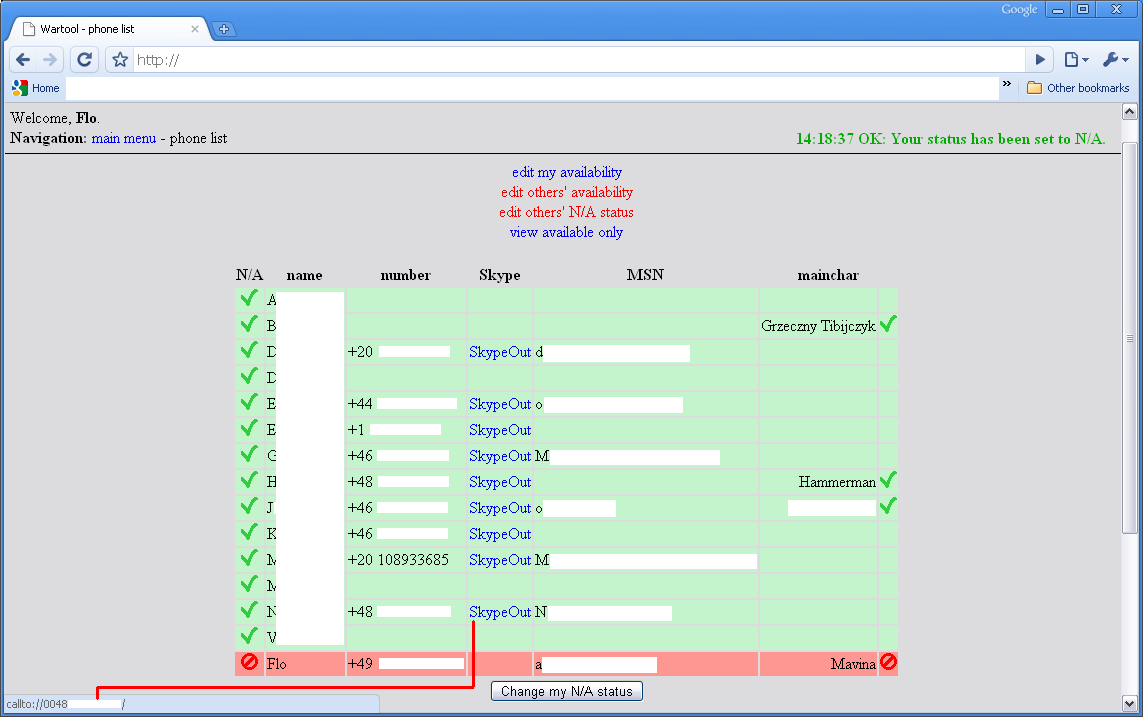 Google
Wartool - phone list
http://
Home
»
Other bookmarks
Welcome, Flo.
Navigation: main menu - phone list
14:18:37 OK: Your status has been set to N/A.
edit my availability
edit others' availability
edit others' N/A status
view available only
N/A name number Skype MSN mainchar
A
B Grzeczny Tibijczyk
D +20 SkypeOut d
D
E +44 SkypeOut o
E +1 SkypeOut
G +46 SkypeOut M
H +48 SkypeOut Hammerman
J +46 SkypeOut o
K +46 SkypeOut
M +20 108933685 SkypeOut M
M
N +48 SkypeOut N
V
Flo +49 a Mavina
Change my N/A status
callto://0048 /